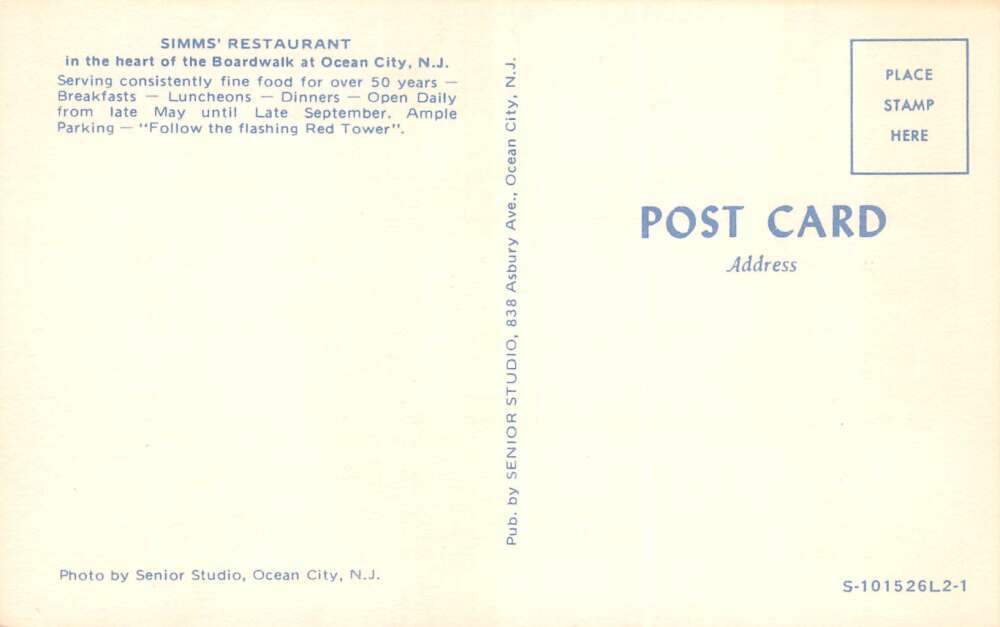 SIMMS' RESTAURANT
in the heart of the Boardwalk at Ocean City, N.J.
Serving consistently fine food for over 50 years —
Breakfasts — Luncheons — Dinners — Open Daily
from late May until Late September. Ample
Parking — "Follow the flashing Red Tower".
Photo by Senior Studio, Ocean City, N.J.
Pub. by SENIOR STUDIO, 838 Asbury Ave., Ocean City, N.J.
PLACE
STAMP
HERE
POST CARD
Address
S-101526L2-1